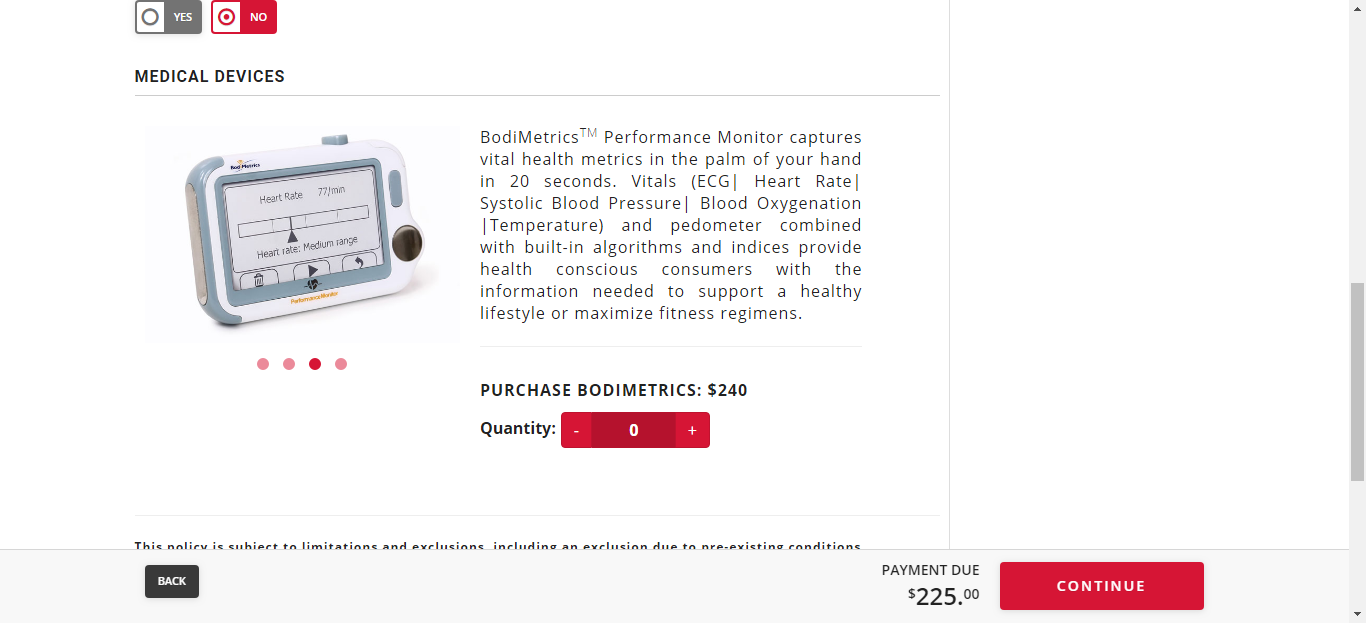 YES NO
MEDICAL DEVICES
BodiMetrics
Heart Rate 77/min
Heart rate: Medium range
PerformanceMonitor
BodiMetrics™ Performance Monitor captures
vital health metrics in the palm of your hand
in 20 seconds. Vitals (ECG| Heart Rate|
Systolic Blood Pressure| Blood Oxygenation
|Temperature) and pedometer combined
with built-in algorithms and indices provide
health conscious consumers with the
information needed to support a healthy
lifestyle or maximize fitness regimens.
PURCHASE BODIMETRICS: $240
Quantity: - 0 +
This policy is subject to limitations and exclusions, including an exclusion due to pre-existing conditions
BACK
PAYMENT DUE
$225.00
CONTINUE